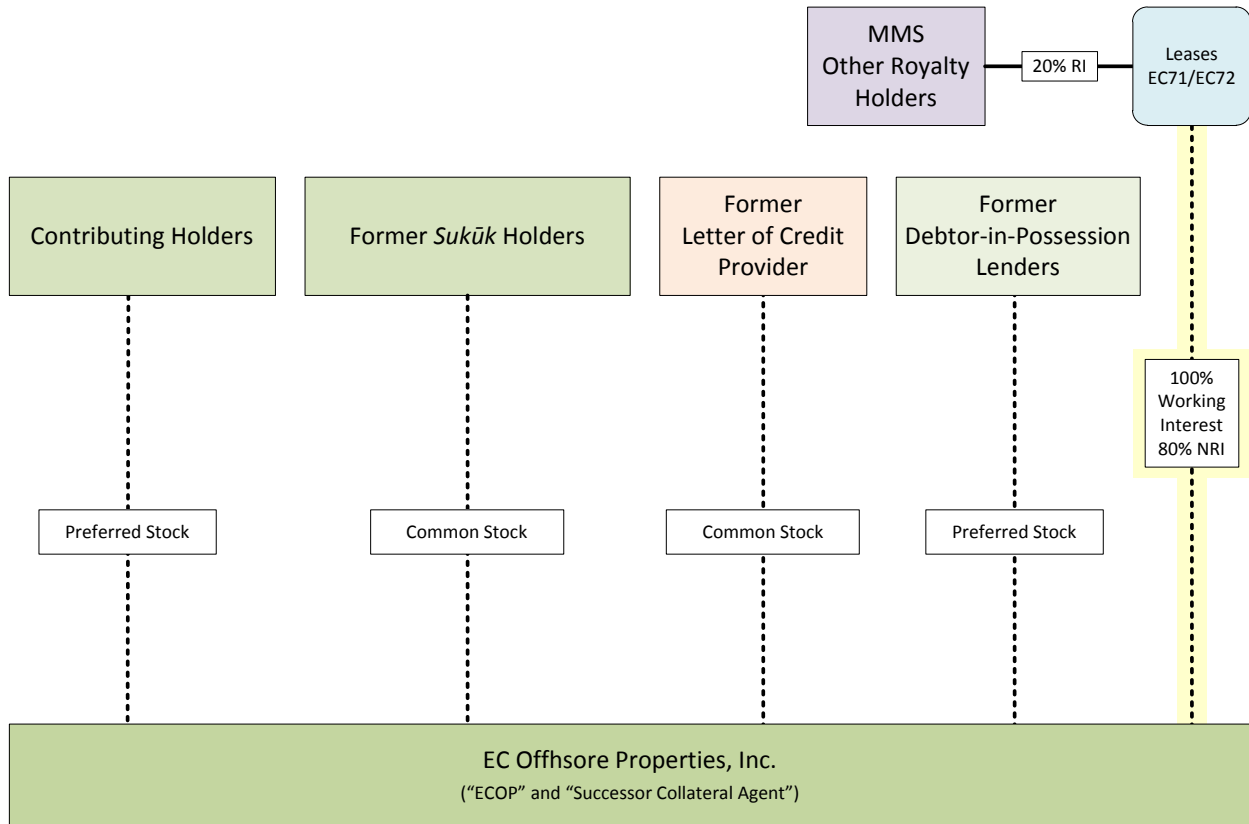 MMS
Other Royalty
Holders
20% RI
Leases
EC71/EC72
Contributing Holders
Former Sukūk Holders
Former
Letter of Credit
Provider
Former
Debtor-in-Possession
Lenders
100%
Working
Interest
80% NRI
Preferred Stock
Common Stock
Common Stock
Preferred Stock
EC Offhsore Properties, Inc.
(“ECOP” and “Successor Collateral Agent”)